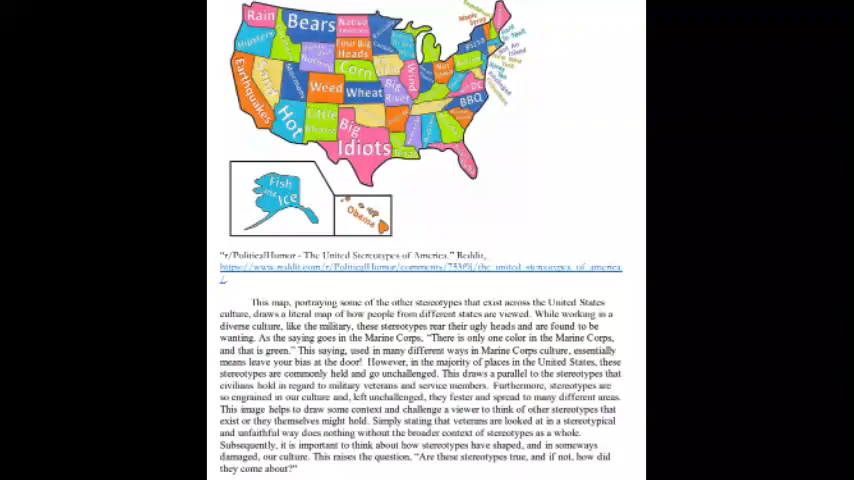 Rain
Bears
Hipsters
Four Big
Heads
Corn
Earthquakes
Sand
Mormons
Weed
Wheat
Big
River
Wind
BBQ
DC
Hot
Little
Mexico
Big
Idiots
Fish
Ice
Obama
"r/PoliticalHumor - The United Stereotypes of America." Reddit,
This map, portraying some of the other stereotypes that exist across the United States
culture, draws a literal map of how people from different states are viewed. While working in a
diverse culture, like the military, these stereotypes rear their ugly heads and are found to be
wanting. As the saying goes in the Marine Corps, "There is only one color in the Marine Corps,
and that is green." This saying, used in many different ways in Marine Corps culture, essentially
means leave your bias at the door! However, in the majority of places in the United States, these
stereotypes are commonly held and go unchallenged. This draws a parallel to the stereotypes that
civilians hold in regard to military veterans and service members. Furthermore, stereotypes are
so engrained in our culture and, left unchallenged, they fester and spread to many different areas.
This image helps to draw some context and challenge a viewer to think of other stereotypes that
exist or they themselves might hold. Simply stating that veterans are looked at in a stereotypical
and unfaithful way does nothing without the broader context of stereotypes as a whole.
Subsequently, it is important to think about how stereotypes have shaped, and in someways
damaged, our culture. This raises the question, "Are these stereotypes true, and if not, how did
they come about?"